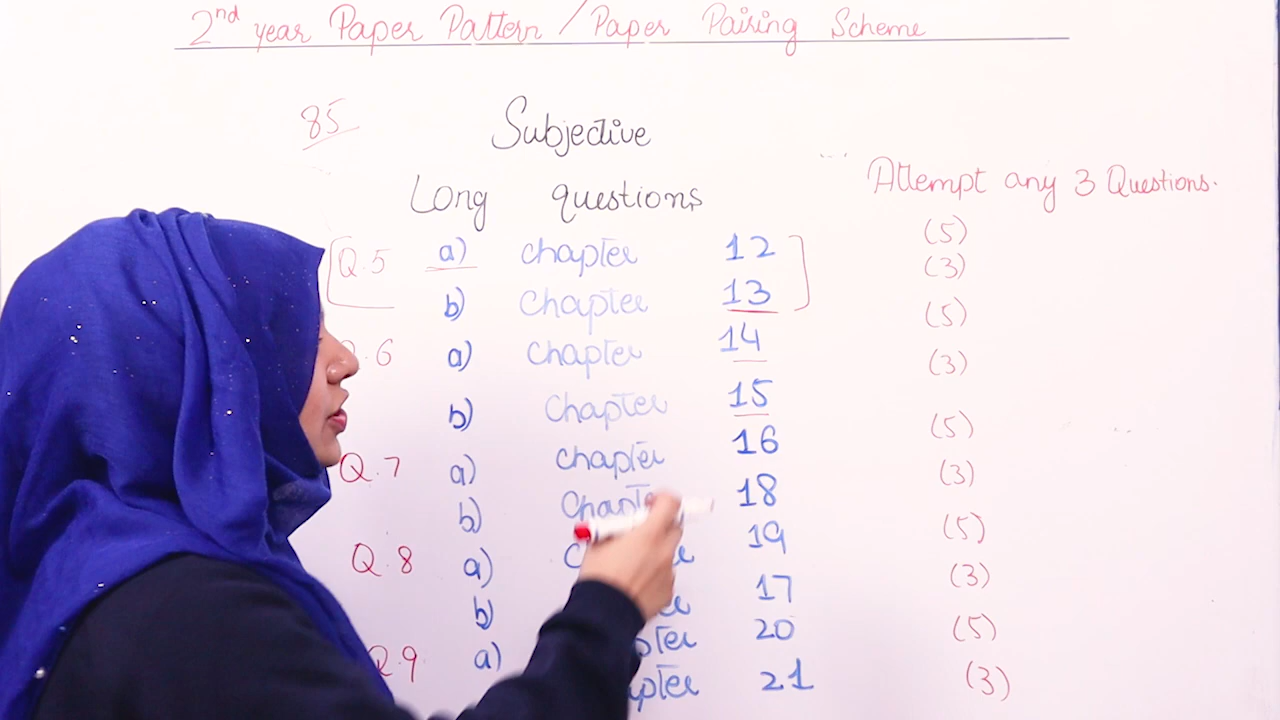 2nd year Paper Pattern / Paper Pairing Scheme
85
Subjective
Long questions
Attempt any 3 Questions.
Q.5 a) chapter 12 (5)
b) Chapter 13 (3)
.6 a) chapter 14 (5)
b) Chapter 15 (3)
Q.7 a) chapter 16 (5)
b) 18 (3)
Q.8 a) 19 (5)
b) 17 (3)
Q.9 a) 20 (5)
21 (3)